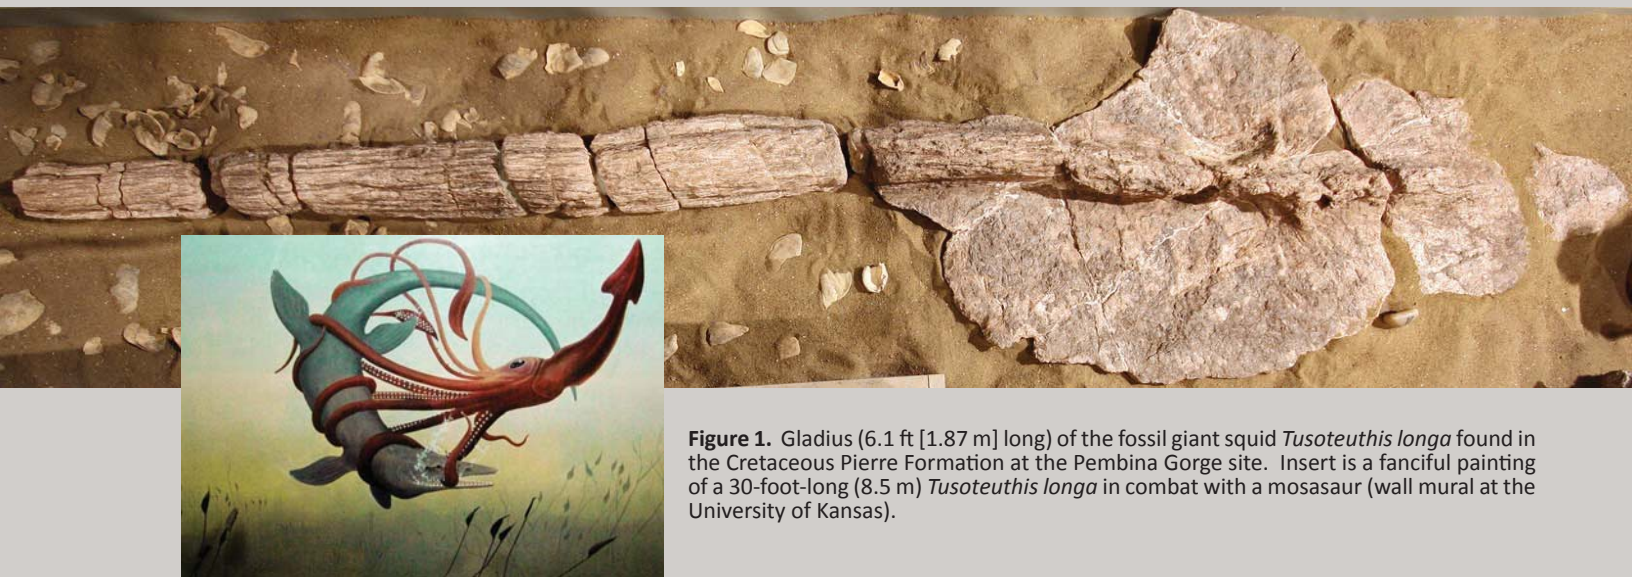 Figure 1. Gladius (6.1 ft [1.87 m] long) of the fossil giant squid Tusoteuthis longa found in
the Cretaceous Pierre Formation at the Pembina Gorge site. Insert is a fanciful painting
of a 30-foot-long (8.5 m) Tusoteuthis longa in combat with a mosasaur (wall mural at the
University of Kansas).